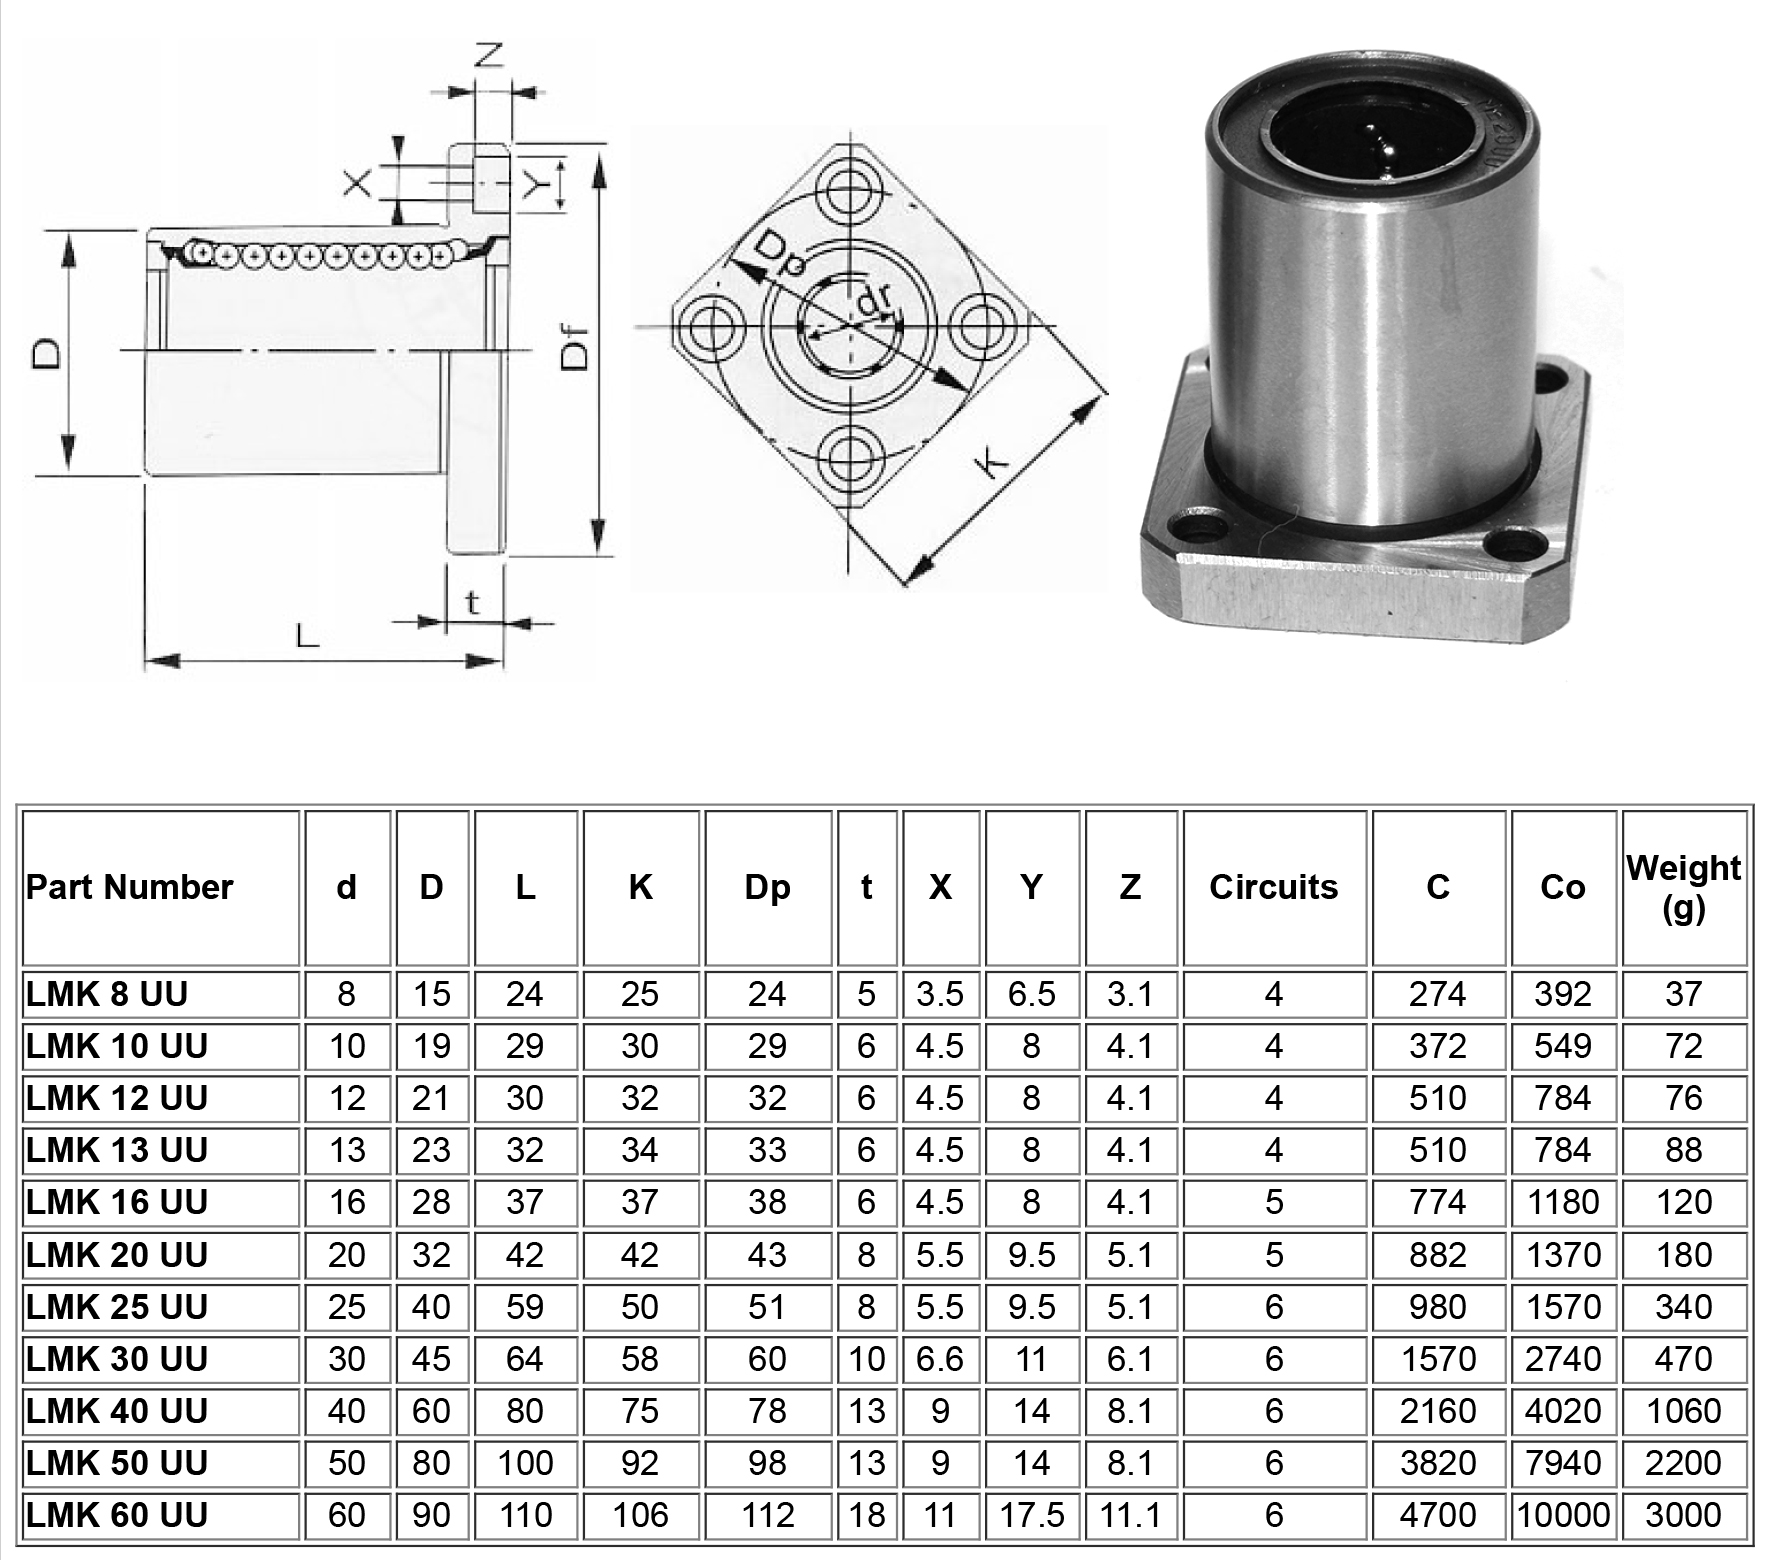 Z
X
Y
D
Df
t
L
Dp
dr
K
Part Number d D L K Dp t X Y Z Circuits C Co Weight (g)
LMK 8 UU 8 15 24 25 24 5 3.5 6.5 3.1 4 274 392 37
LMK 10 UU 10 19 29 30 29 6 4.5 8 4.1 4 372 549 72
LMK 12 UU 12 21 30 32 32 6 4.5 8 4.1 4 510 784 76
LMK 13 UU 13 23 32 34 33 6 4.5 8 4.1 4 510 784 88
LMK 16 UU 16 28 37 37 38 6 4.5 8 4.1 5 774 1180 120
LMK 20 UU 20 32 42 42 43 8 5.5 9.5 5.1 5 882 1370 180
LMK 25 UU 25 40 59 50 51 8 5.5 9.5 5.1 6 980 1570 340
LMK 30 UU 30 45 64 58 60 10 6.6 11 6.1 6 1570 2740 470
LMK 40 UU 40 60 80 75 78 13 9 14 8.1 6 2160 4020 1060
LMK 50 UU 50 80 100 92 98 13 9 14 8.1 6 3820 7940 2200
LMK 60 UU 60 90 110 106 112 18 11 17.5 11.1 6 4700 10000 3000